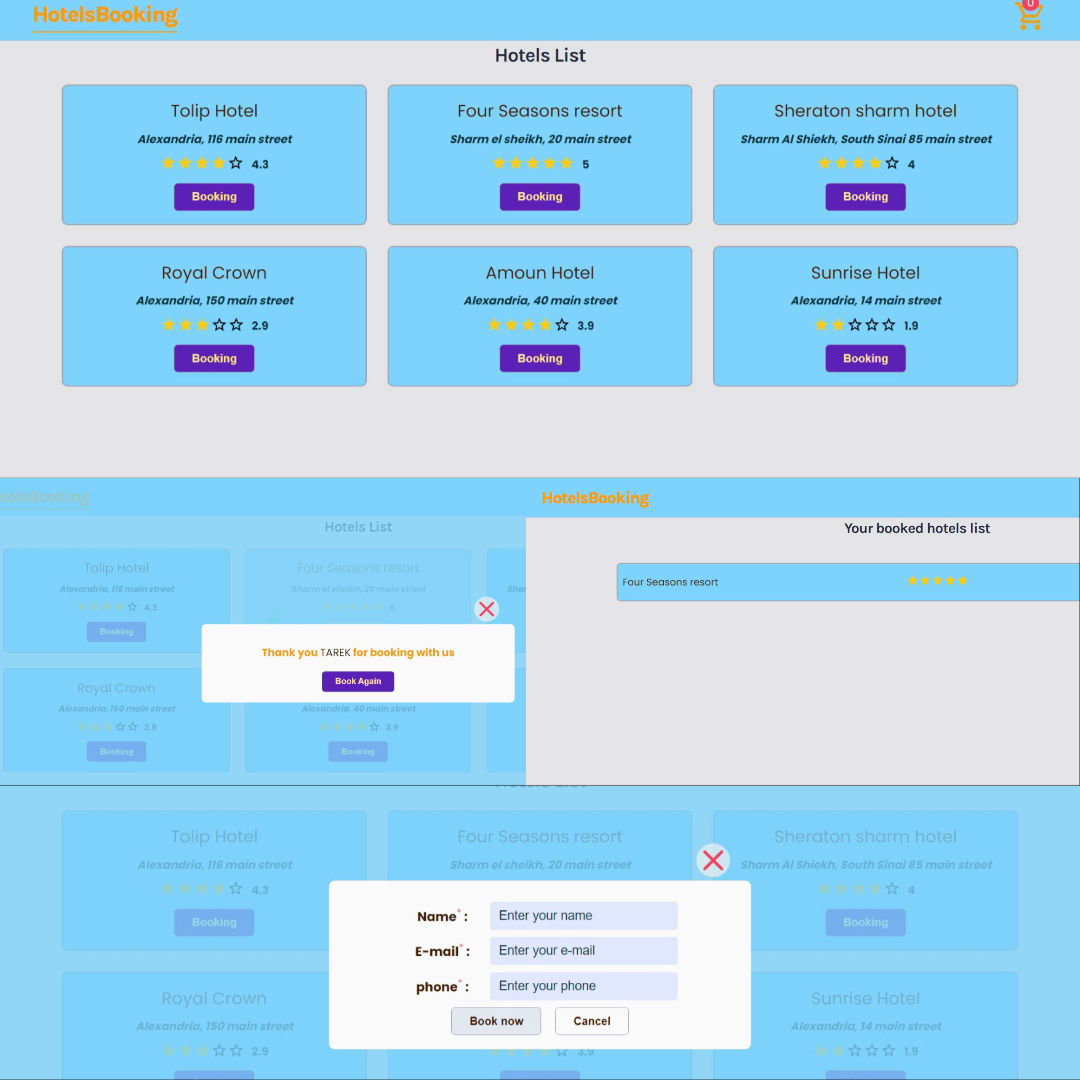 HotelsBooking
0
Hotels List
Tolip Hotel
Alexandria, 116 main street
4.3
Booking
Four Seasons resort
Sharm el sheikh, 20 main street
5
Booking
Sheraton sharm hotel
Sharm Al Shiekh, South Sinai 85 main street
4
Booking
Royal Crown
Alexandria, 150 main street
2.9
Booking
Amoun Hotel
Alexandria, 40 main street
3.9
Booking
Sunrise Hotel
Alexandria, 14 main street
1.9
Booking
telsBooking
Hotels List
Tolip Hotel
Alexandria, 116 main street
4.3
Booking
Four Seasons resort
Sharm el sheikh, 20 main street
5
Shar
Thank you TAREK for booking with us
Book Again
Royal Crown
Alexandria, 150 main street
2.9
Booking
Alexandria, 40 main street
3.9
Booking
HotelsBooking
Your booked hotels list
Four Seasons resort
Tolip Hotel
Alexandria, 116 main street
4.3
Booking
Four Seasons resort
Sharm el sheikh, 20 main street
Sheraton sharm hotel
Sharm Al Shiekh, South Sinai 85 main street
4
Booking
Name* : Enter your name
E-mail* : Enter your e-mail
phone* : Enter your phone
Book now Cancel
Royal Crown
Alexandria, 150 main street
2.9
3.9
Sunrise Hotel
Alexandria, 14 main street
1.9